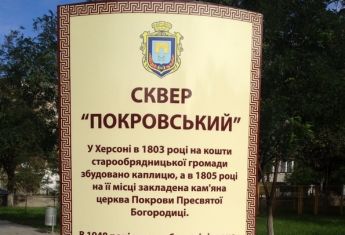 СКВЕР
"ПОКРОВСЬКИЙ"
У Херсоні в 1803 році на кошти
старообрядницької громади
збудовано каплицю, а в 1805 році
на її місці закладена кам'яна
церква Покрови Пресвятої
Богородиці.